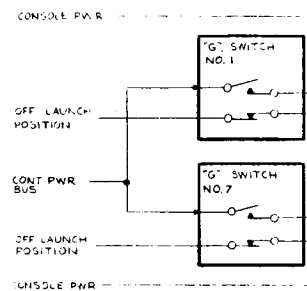 CONSOLE PWR
"G" SWITCH
NO. 1
OFF LAUNCH
POSITION
CONT PWR
BUS
"G" SWITCH
NO. 7
OFF LAUNCH
POSITION
CONSOLE PWR